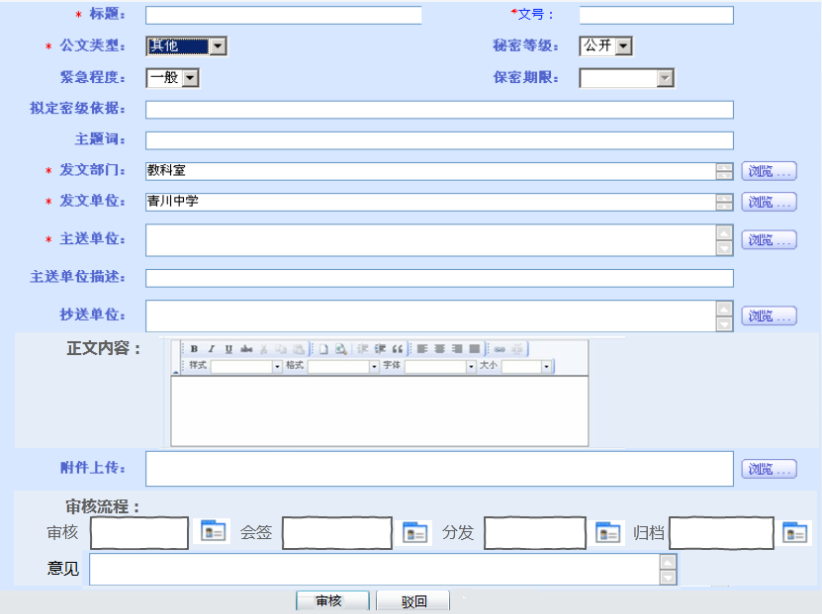 * 标题： *文号：
* 公文类型： 其他 秘密等级： 公开
紧急程度： 一般 保密期限：
拟定密级依据：
主题词：
* 发文部门： 教科室 浏览...
* 发文单位： 青川中学 浏览...
* 主送单位： 浏览...
主送单位描述：
抄送单位： 浏览...
正文内容：
B I U abc
样式 格式 字体 大小
附件上传： 浏览...
审核流程：
审核 会签 分发 归档
意见
审核 驳回